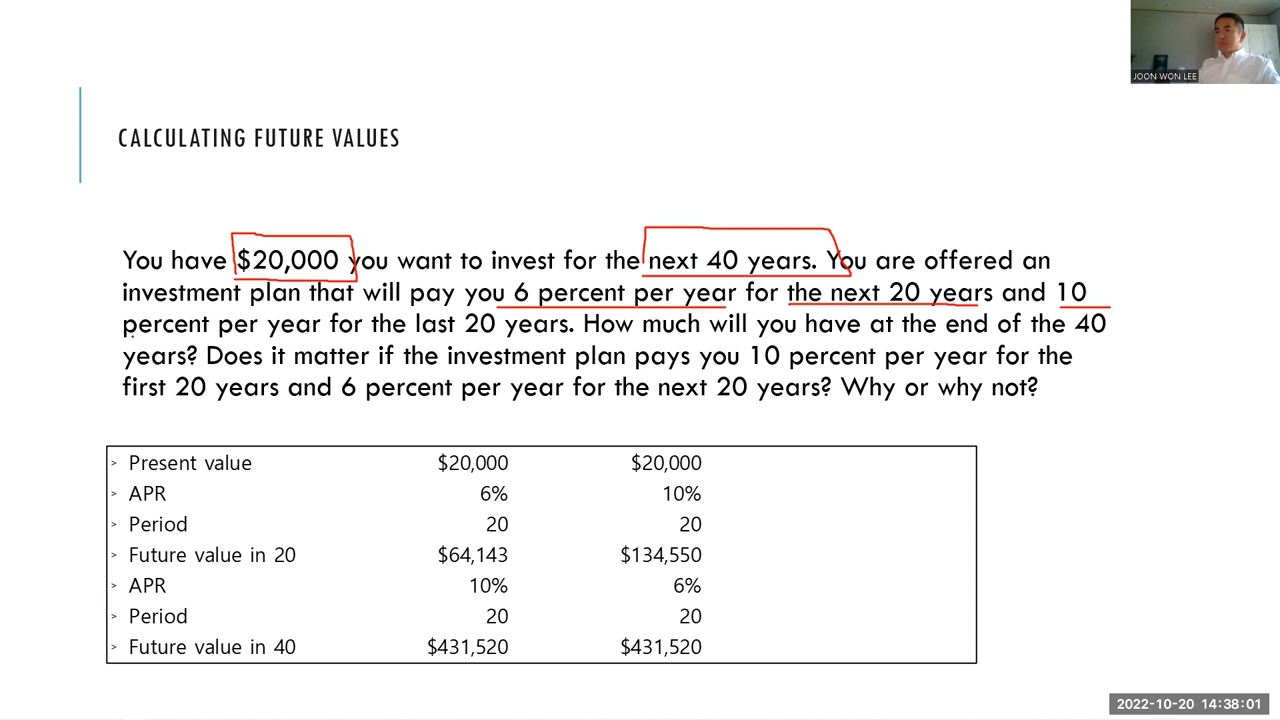 JOON WON LEE
CALCULATING FUTURE VALUES
You have $20,000 you want to invest for the next 40 years. You are offered an
investment plan that will pay you 6 percent per year for the next 20 years and 10
percent per year for the last 20 years. How much will you have at the end of the 40
years? Does it matter if the investment plan pays you 10 percent per year for the
first 20 years and 6 percent per year for the next 20 years? Why or why not?
> Present value $20,000 $20,000
> APR 6% 10%
> Period 20 20
> Future value in 20 $64,143 $134,550
> APR 10% 6%
> Period 20 20
> Future value in 40 $431,520 $431,520
2022-10-20 14:38:01